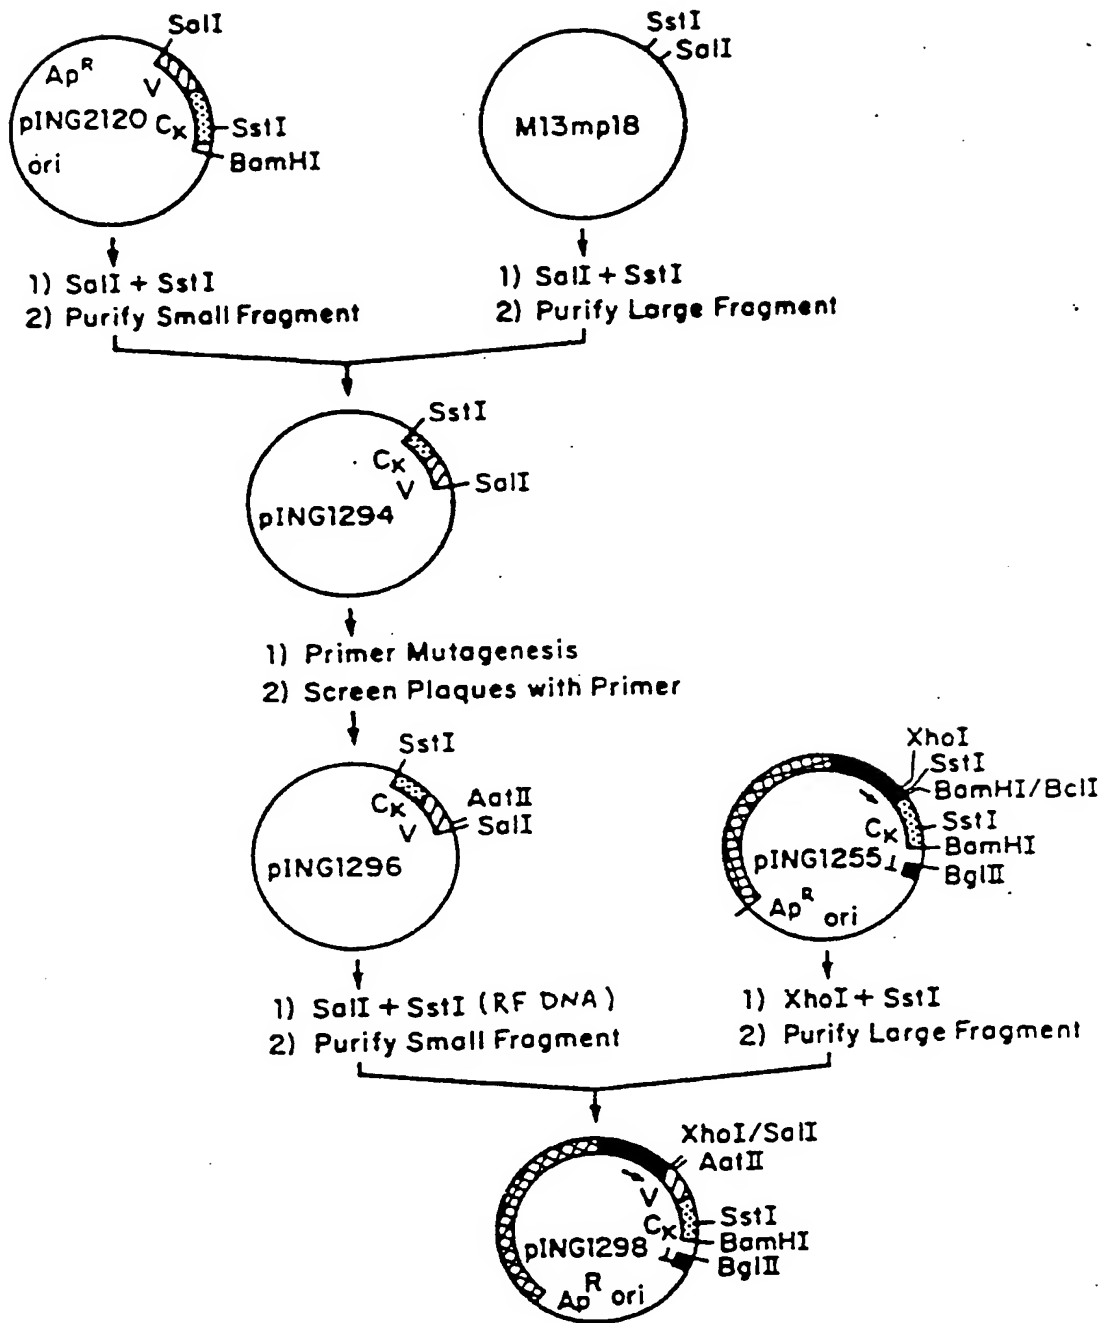 SalI
Ap^R
V
pING2120
Cκ
SstI
ori
BamHI
1) SalI + SstI
2) Purify Small Fragment
SstI
SalI
M13mp18
1) SalI + SstI
2) Purify Large Fragment
SstI
Cκ
V
SalI
pING1294
1) Primer Mutagenesis
2) Screen Plaques with Primer
SstI
Cκ
AatII
V
SalI
pING1296
1) SalI + SstI (RF DNA)
2) Purify Small Fragment
XhoI
SstI
BamHI/BclI
Cκ
SstI
BamHI
pING1255
BglII
Ap^R
ori
1) XhoI + SstI
2) Purify Large Fragment
XhoI/SalI
AatII
V
Cκ
SstI
BamHI
pING1298
BglII
Ap^R ori